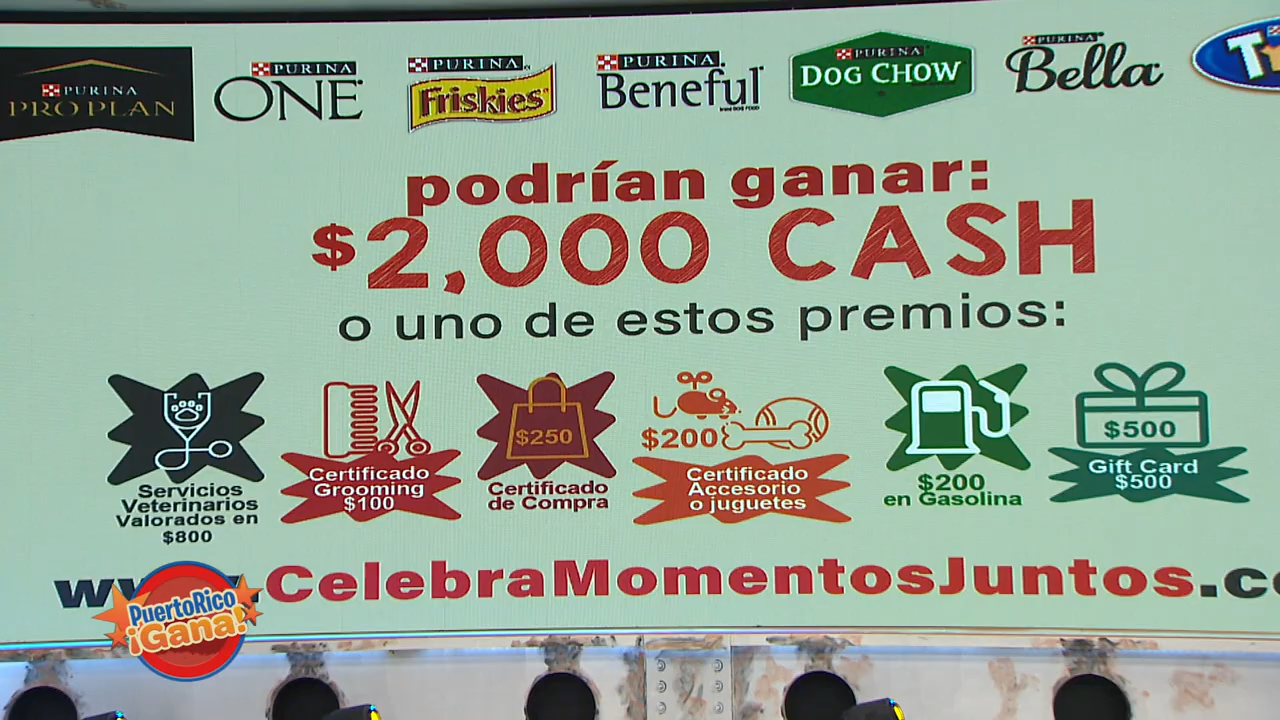 PURINA
PRO PLAN
PURINA
ONE
PURINA
Friskies
PURINA
Beneful
PURINA
DOG CHOW
PURINA
Bella
podrían ganar:
$2,000 CASH
o uno de estos premios:
Servicios
Veterinarios
Valorados en
$800
Certificado
Grooming
$100
$250
Certificado
de Compra
$200
Certificado
Accesorio
o juguetes
$200
en Gasolina
$500
Gift Card
$500
.CelebraMomentosJuntos.c
PuertoRico
¡Gana!